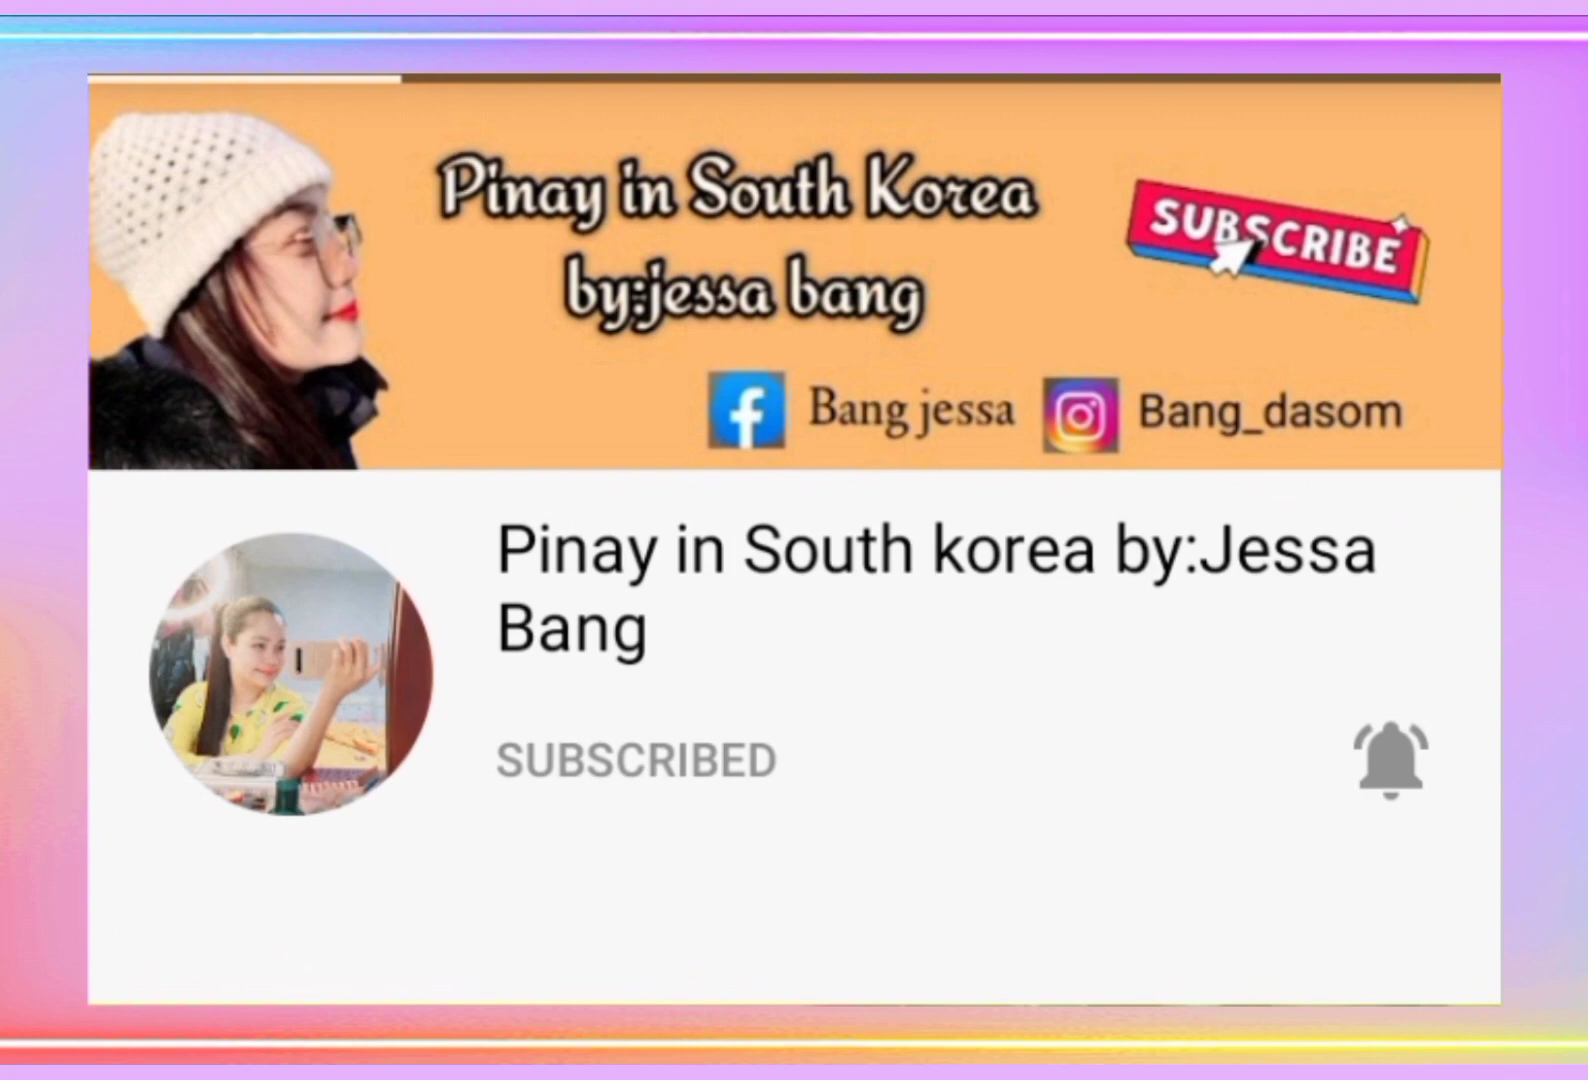 Pinay in South Korea
by:jessa bang
SUBSCRIBE
Bang jessa
Bang_dasom
Pinay in South korea by:Jessa
Bang
SUBSCRIBED